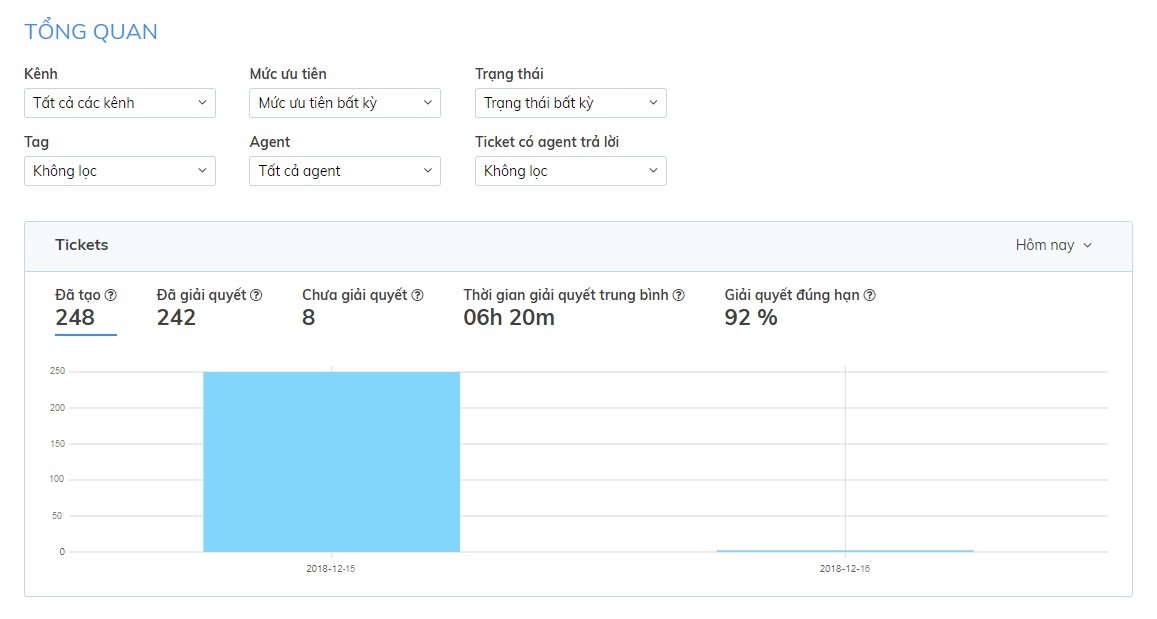 TỔNG QUAN
Kênh Mức ưu tiên Trạng thái
Tất cả các kênh Mức ưu tiên bất kỳ Trạng thái bất kỳ
Tag Agent Ticket có agent trả lời
Không lọc Tất cả agent Không lọc
Tickets Hôm nay
Đã tạo Đã giải quyết Chưa giải quyết Thời gian giải quyết trung bình Giải quyết đúng hạn
248 242 8 06h 20m 92 %
250
200
150
100
50
0
2018-12-15 2018-12-16